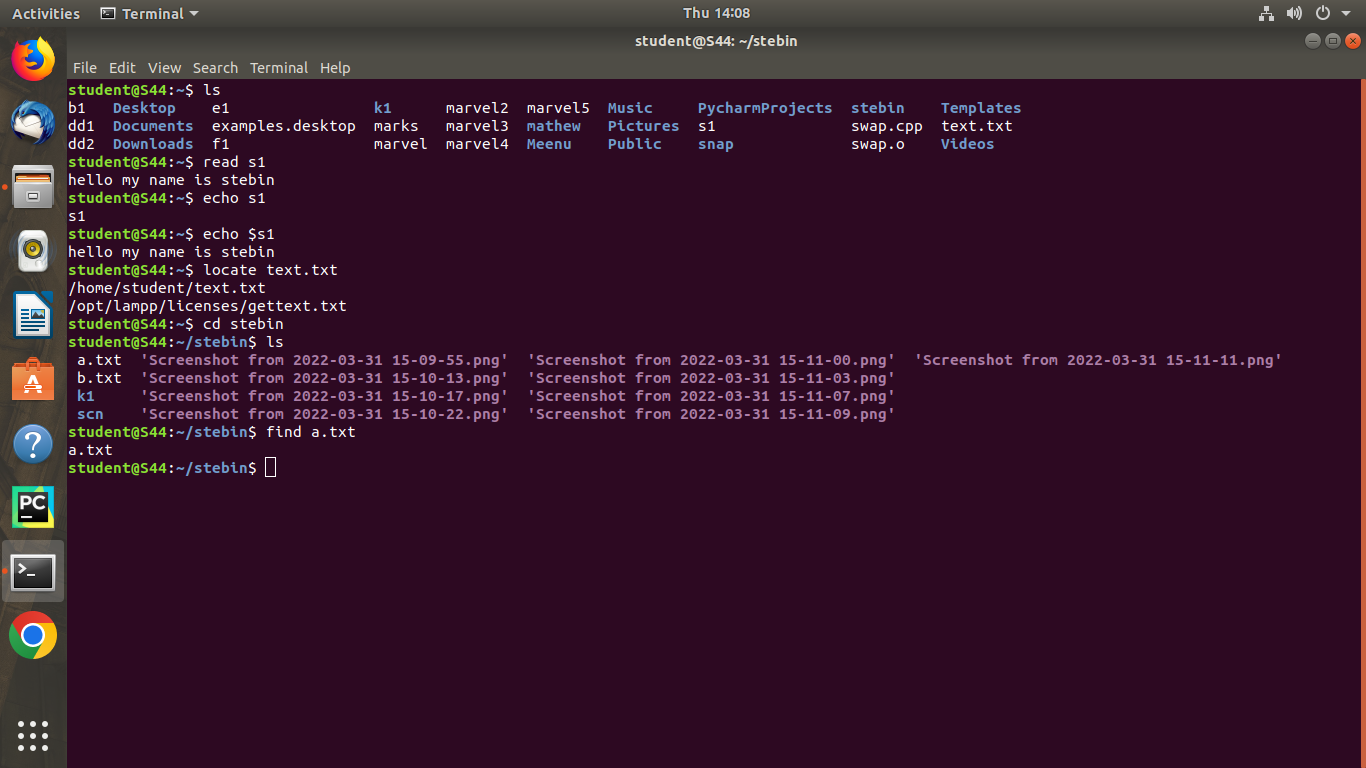 Activities Terminal Thu 14:08
student@S44: ~/stebin
File Edit View Search Terminal Help
student@S44:~$ ls
b1 Desktop e1 k1 marvel2 marvel5 Music PycharmProjects stebin Templates
dd1 Documents examples.desktop marks marvel3 mathew Pictures s1 swap.cpp text.txt
dd2 Downloads f1 marvel marvel4 Meenu Public snap swap.o Videos
student@S44:~$ read s1
hello my name is stebin
student@S44:~$ echo s1
s1
student@S44:~$ echo $s1
hello my name is stebin
student@S44:~$ locate text.txt
/home/student/text.txt
/opt/lampp/licenses/gettext.txt
student@S44:~$ cd stebin
student@S44:~/stebin$ ls
a.txt 'Screenshot from 2022-03-31 15-09-55.png' 'Screenshot from 2022-03-31 15-11-00.png' 'Screenshot from 2022-03-31 15-11-11.png'
b.txt 'Screenshot from 2022-03-31 15-10-13.png' 'Screenshot from 2022-03-31 15-11-03.png'
k1 'Screenshot from 2022-03-31 15-10-17.png' 'Screenshot from 2022-03-31 15-11-07.png'
scn 'Screenshot from 2022-03-31 15-10-22.png' 'Screenshot from 2022-03-31 15-11-09.png'
student@S44:~/stebin$ find a.txt
a.txt
student@S44:~/stebin$
PC